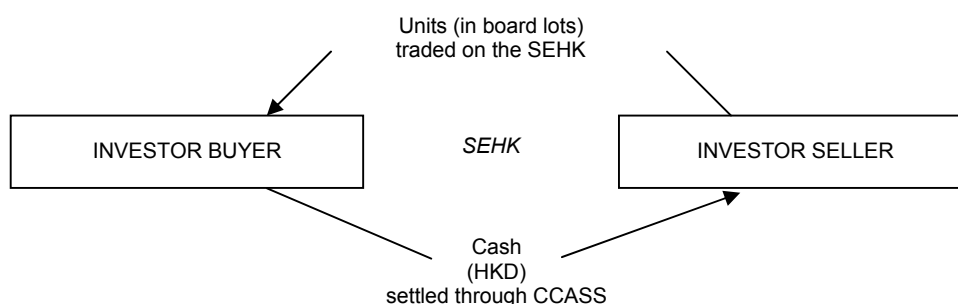 Units (in board lots)
traded on the SEHK
INVESTOR BUYER
SEHK
INVESTOR SELLER
Cash
(HKD)
settled through CCASS